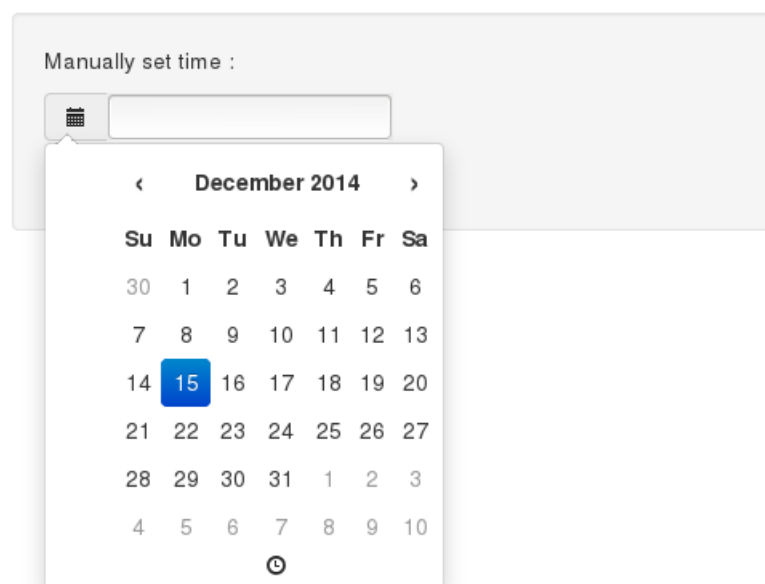 Manually set time :
‹ December 2014 ›
Su Mo Tu We Th Fr Sa
30 1 2 3 4 5 6
7 8 9 10 11 12 13
14 15 16 17 18 19 20
21 22 23 24 25 26 27
28 29 30 31 1 2 3
4 5 6 7 8 9 10